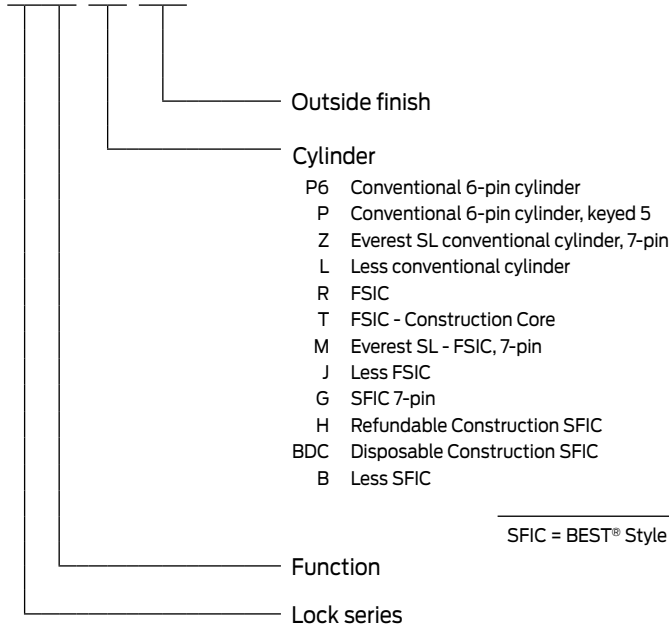 Outside finish
Cylinder
P6 Conventional 6-pin cylinder
P Conventional 6-pin cylinder, keyed 5
Z Everest SL conventional cylinder, 7-pin
L Less conventional cylinder
R FSIC
T FSIC - Construction Core
M Everest SL - FSIC, 7-pin
J Less FSIC
G SFIC 7-pin
H Refundable Construction SFIC
BDC Disposable Construction SFIC
B Less SFIC
SFIC = BEST® Style
Function
Lock series